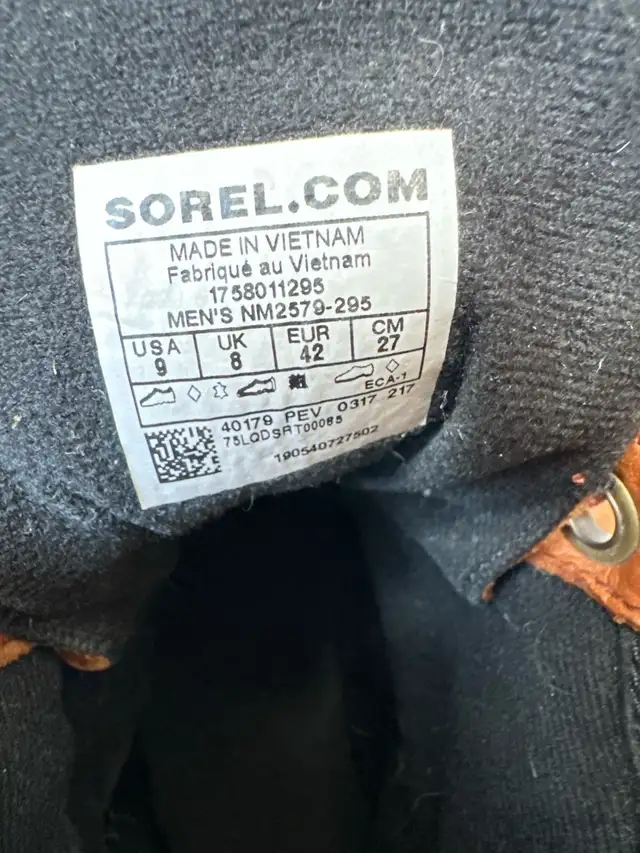 SOREL.COM
MADE IN VIETNAM
Fabriqué au Vietnam
1758011295
MEN'S NM2579-295
USA UK EUR CM
9 8 42 27
ECA-1
40179 PEV 0317 217
75LQDSRT00085
190540727502